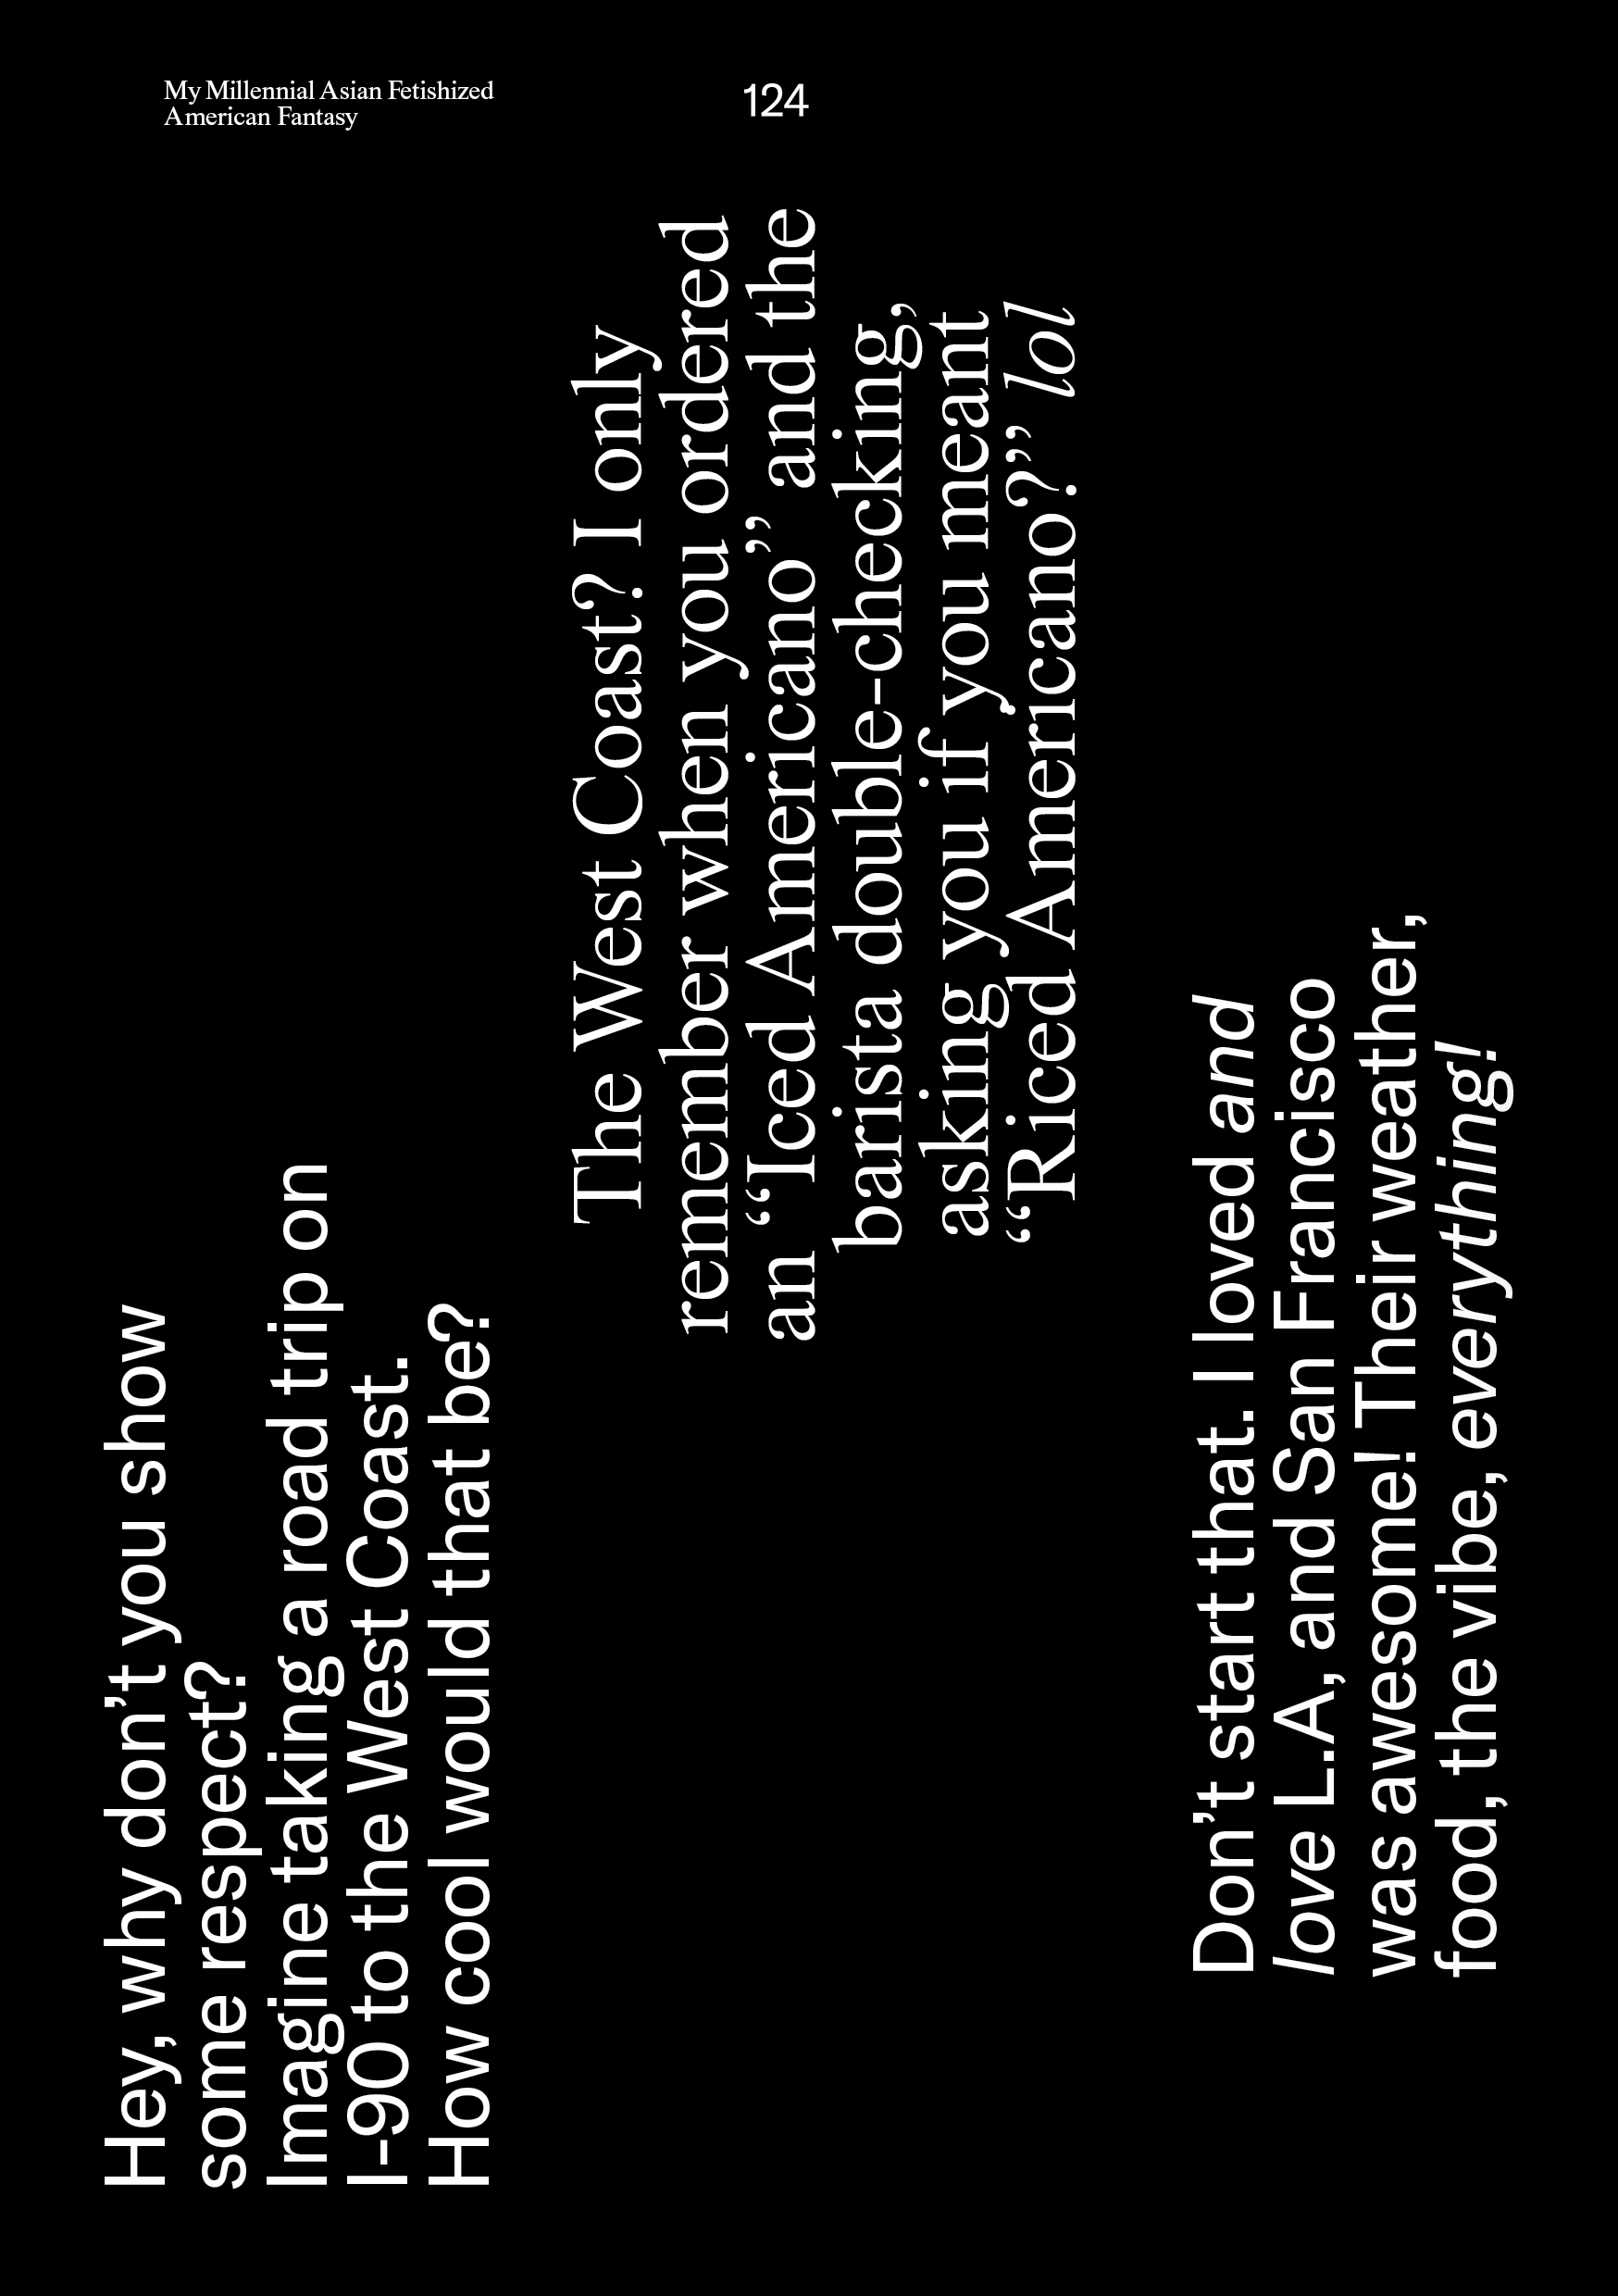 My Millennial Asian Fetishized
American Fantasy
124
Hey, why don’t you show
some respect?
Imagine taking a road trip on
I-90 to the West Coast.
How cool would that be?
The West Coast? I only
remember when you ordered
an “Iced Americano” and the
barista double-checking,
asking you if you meant
“Riced Americano?” lol
Don’t start that. I loved and
love L.A, and San Francisco
was awesome! Their weather,
food, the vibe, everything!